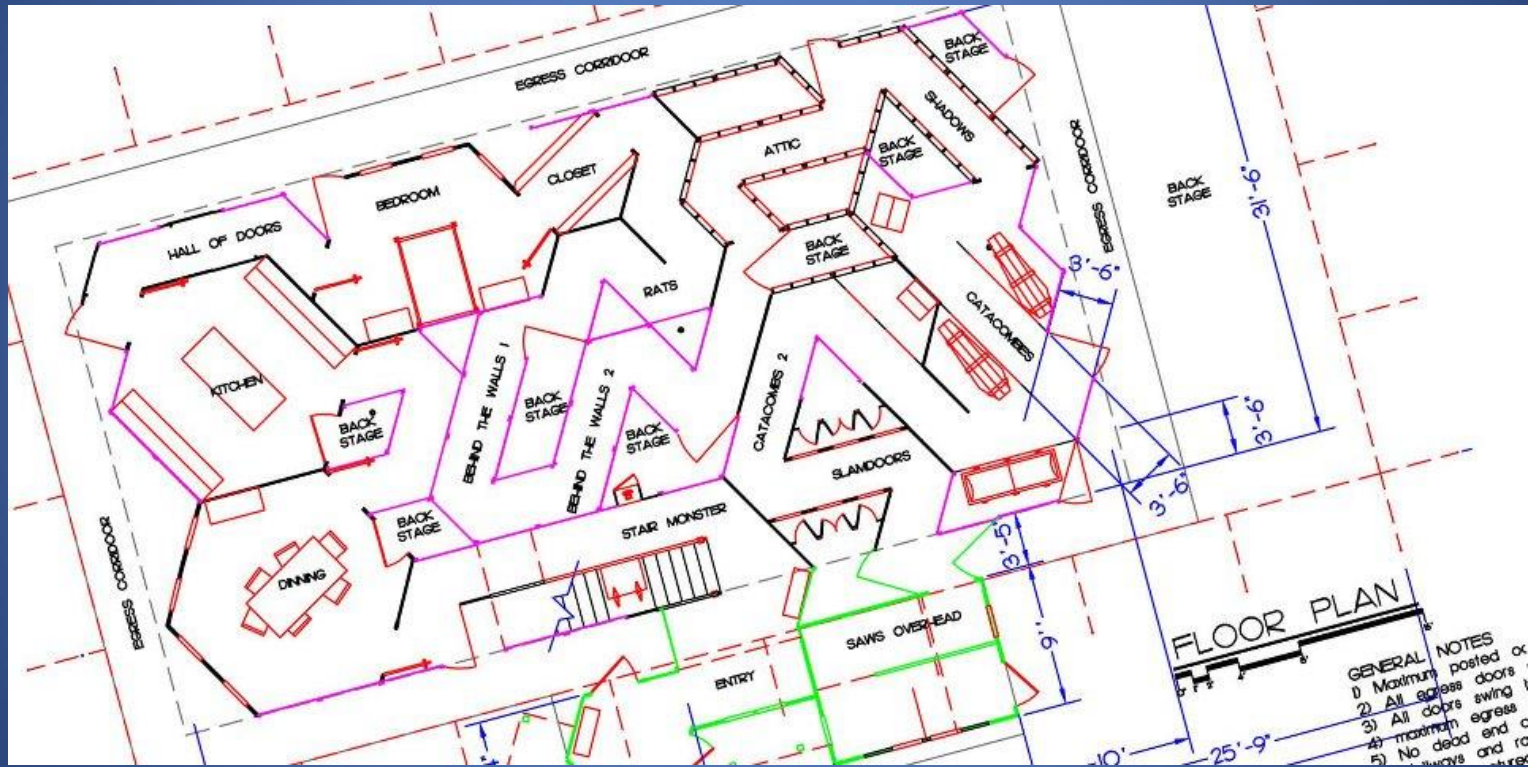 EGRESS CORRIDOOR
BACK
STAGE
SHADOWS
ATTIC
BACK
STAGE
CLOSET
BEDROOM
HALL OF DOORS
EGRESS CORRIDOOR
BACK
STAGE
31'-6"
BACK
STAGE
RATS
3'-6"
CATACOMBES
KITCHEN
BEHIND THE WALLS 1
BACK
STAGE
BEHIND THE WALLS 2
CATACOMBS 2
BACK
STAGE
BACK
STAGE
3'-6"
SLAMDOORS
3'-6"
BACK
STAGE
STAIR MONSTER
EGRESS CORRIDOOR
DINNING
3'-5"
SAWS OVERHEAD
9'
ENTRY
FLOOR PLAN
GENERAL NOTES
1) Maximum posted
2) All egress doors
3) All doors swing
4) maximum egress
5) No dead end
10'
25'-9"